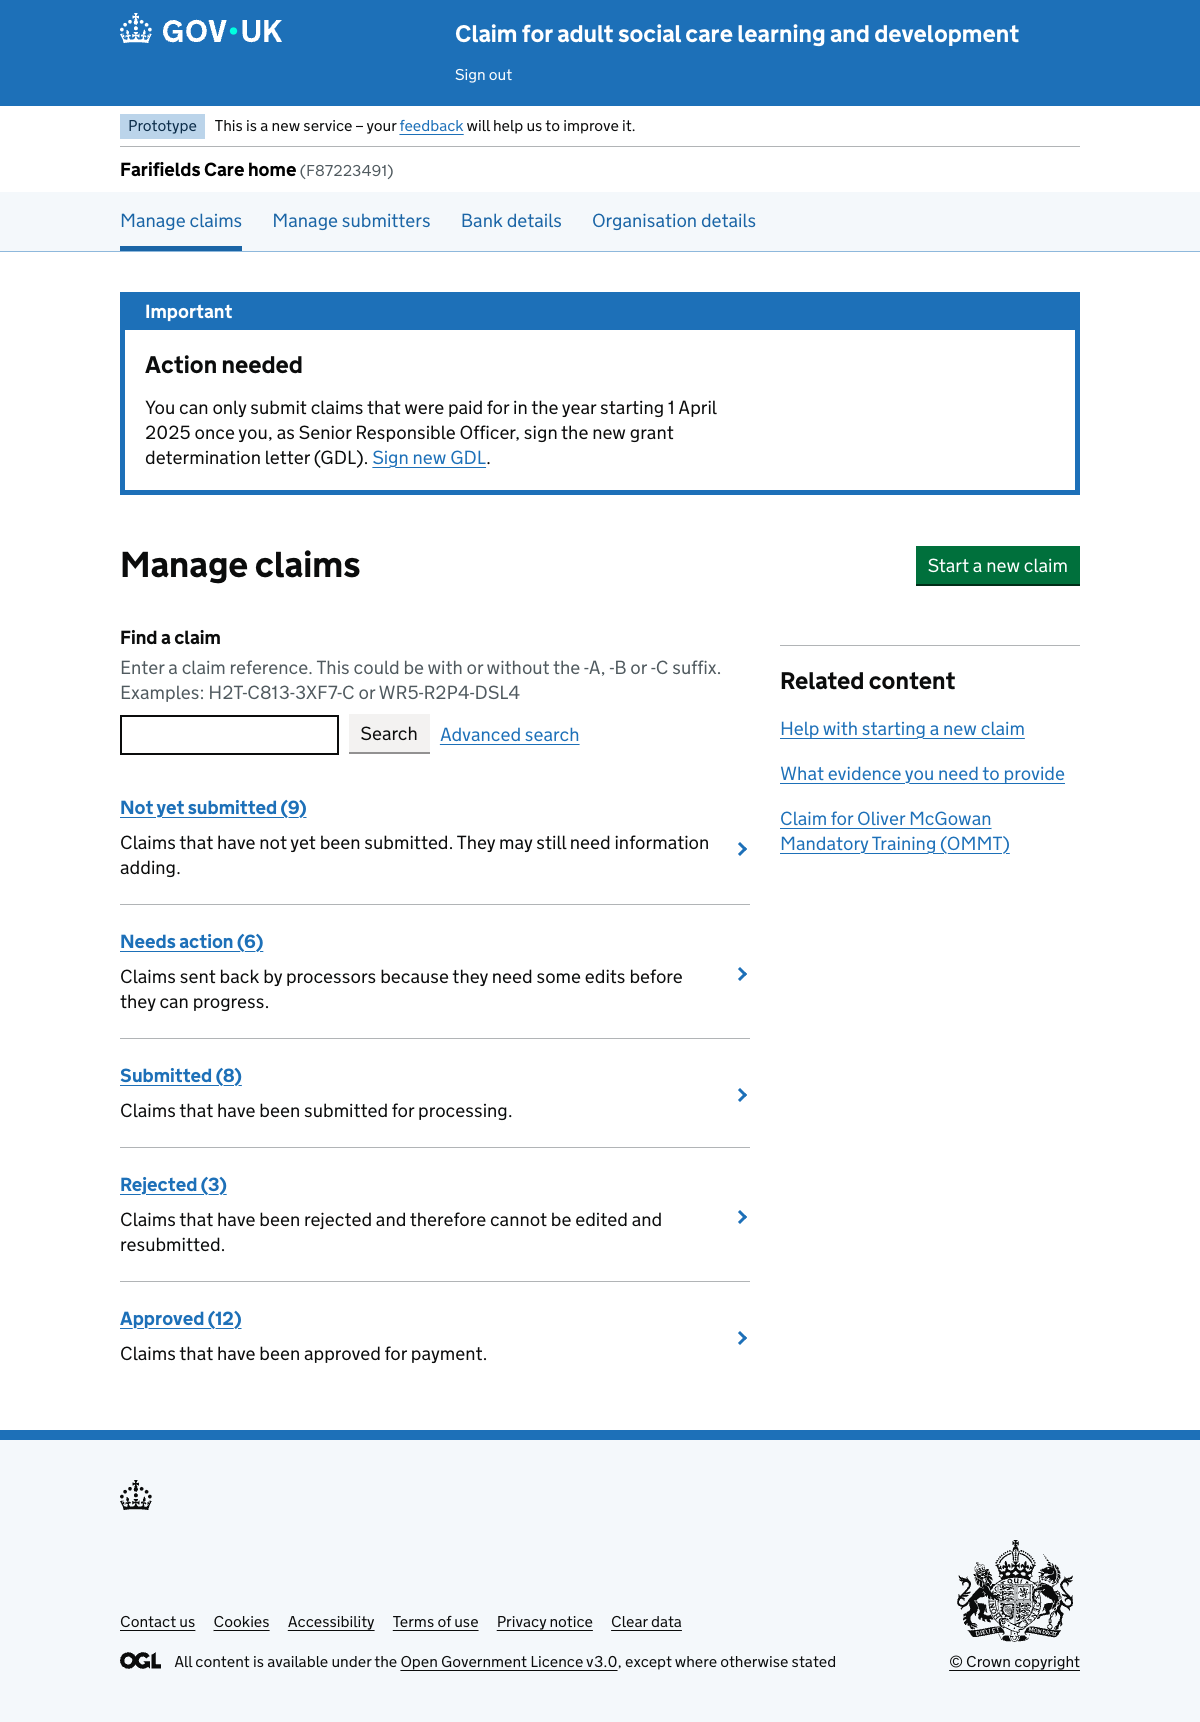 GOV·UK
Claim for adult social care learning and development
Sign out
Prototype This is a new service – your feedback will help us to improve it.
Farifields Care home (F87223491)
Manage claims Manage submitters Bank details Organisation details
Important
Action needed
You can only submit claims that were paid for in the year starting 1 April
2025 once you, as Senior Responsible Officer, sign the new grant
determination letter (GDL). Sign new GDL.
Manage claims
Start a new claim
Find a claim
Enter a claim reference. This could be with or without the -A, -B or -C suffix.
Examples: H2T-C813-3XF7-C or WR5-R2P4-DSL4
Search Advanced search
Not yet submitted (9)
Claims that have not yet been submitted. They may still need information
adding.
Needs action (6)
Claims sent back by processors because they need some edits before
they can progress.
Submitted (8)
Claims that have been submitted for processing.
Rejected (3)
Claims that have been rejected and therefore cannot be edited and
resubmitted.
Approved (12)
Claims that have been approved for payment.
Related content
Help with starting a new claim
What evidence you need to provide
Claim for Oliver McGowan
Mandatory Training (OMMT)
Contact us Cookies Accessibility Terms of use Privacy notice Clear data
OGL All content is available under the Open Government Licence v3.0, except where otherwise stated
© Crown copyright